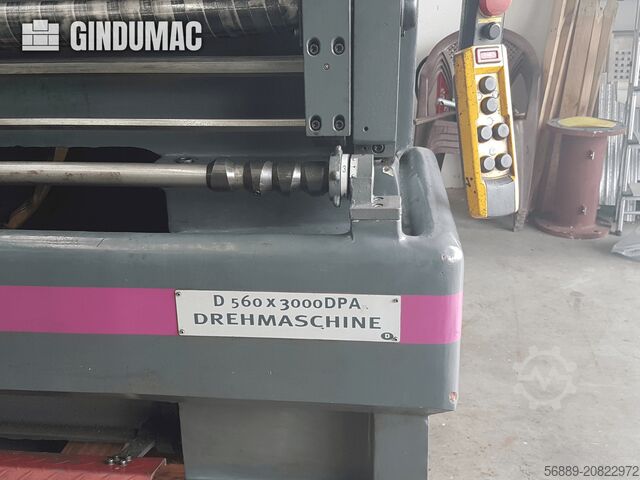 GINDUMAC
D 560 x 3000DPA
DREHMASCHINE
D
56889-20822972